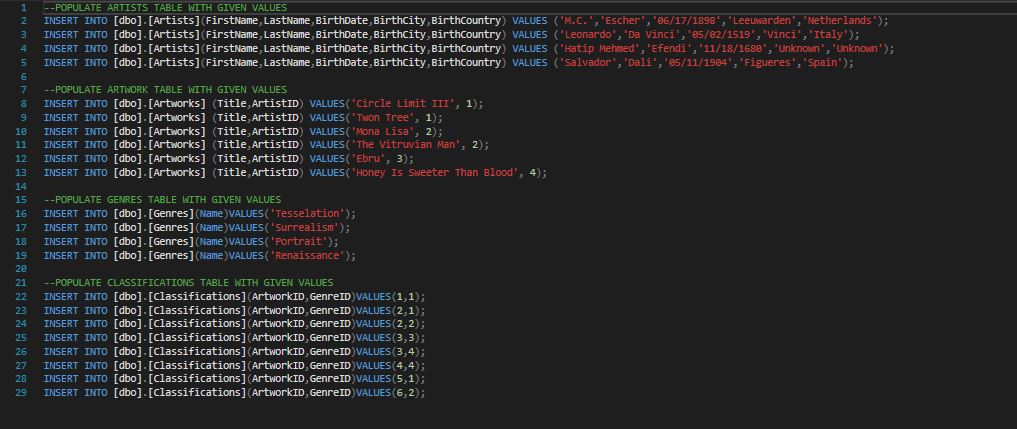 1 --POPULATE ARTISTS TABLE WITH GIVEN VALUES
2 INSERT INTO [dbo].[Artists](FirstName,LastName,BirthDate,BirthCity,BirthCountry) VALUES ('M.C.','Escher','06/17/1898','Leeuwarden','Netherlands');
3 INSERT INTO [dbo].[Artists](FirstName,LastName,BirthDate,BirthCity,BirthCountry) VALUES ('Leonardo','Da Vinci','05/02/1519','Vinci','Italy');
4 INSERT INTO [dbo].[Artists](FirstName,LastName,BirthDate,BirthCity,BirthCountry) VALUES ('Hatip Mehmed','Efendi','11/18/1680','Unknown','Unknown');
5 INSERT INTO [dbo].[Artists](FirstName,LastName,BirthDate,BirthCity,BirthCountry) VALUES ('Salvador','Dali','05/11/1904','Figueres','Spain');
6
7 --POPULATE ARTWORK TABLE WITH GIVEN VALUES
8 INSERT INTO [dbo].[Artworks] (Title,ArtistID) VALUES('Circle Limit III', 1);
9 INSERT INTO [dbo].[Artworks] (Title,ArtistID) VALUES('Twon Tree', 1);
10 INSERT INTO [dbo].[Artworks] (Title,ArtistID) VALUES('Mona Lisa', 2);
11 INSERT INTO [dbo].[Artworks] (Title,ArtistID) VALUES('The Vitruvian Man', 2);
12 INSERT INTO [dbo].[Artworks] (Title,ArtistID) VALUES('Ebru', 3);
13 INSERT INTO [dbo].[Artworks] (Title,ArtistID) VALUES('Honey Is Sweeter Than Blood', 4);
14
15 --POPULATE GENRES TABLE WITH GIVEN VALUES
16 INSERT INTO [dbo].[Genres](Name)VALUES('Tesselation');
17 INSERT INTO [dbo].[Genres](Name)VALUES('Surrealism');
18 INSERT INTO [dbo].[Genres](Name)VALUES('Portrait');
19 INSERT INTO [dbo].[Genres](Name)VALUES('Renaissance');
20
21 --POPULATE CLASSIFICATIONS TABLE WITH GIVEN VALUES
22 INSERT INTO [dbo].[Classifications](ArtworkID,GenreID)VALUES(1,1);
23 INSERT INTO [dbo].[Classifications](ArtworkID,GenreID)VALUES(2,1);
24 INSERT INTO [dbo].[Classifications](ArtworkID,GenreID)VALUES(2,2);
25 INSERT INTO [dbo].[Classifications](ArtworkID,GenreID)VALUES(3,3);
26 INSERT INTO [dbo].[Classifications](ArtworkID,GenreID)VALUES(3,4);
27 INSERT INTO [dbo].[Classifications](ArtworkID,GenreID)VALUES(4,4);
28 INSERT INTO [dbo].[Classifications](ArtworkID,GenreID)VALUES(5,1);
29 INSERT INTO [dbo].[Classifications](ArtworkID,GenreID)VALUES(6,2);